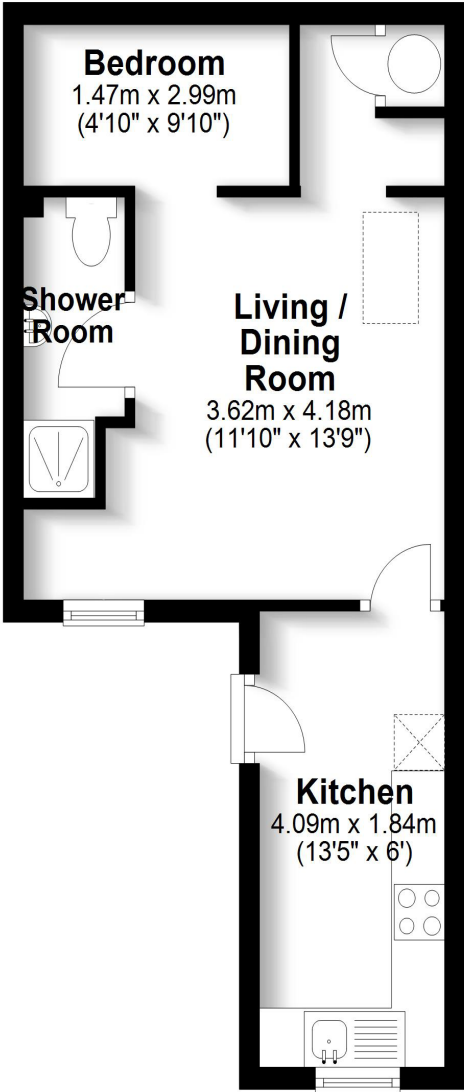 Bedroom
1.47m x 2.99m
(4'10" x 9'10")
Shower
Room
Living /
Dining
Room
3.62m x 4.18m
(11'10" x 13'9")
Kitchen
4.09m x 1.84m
(13'5" x 6')